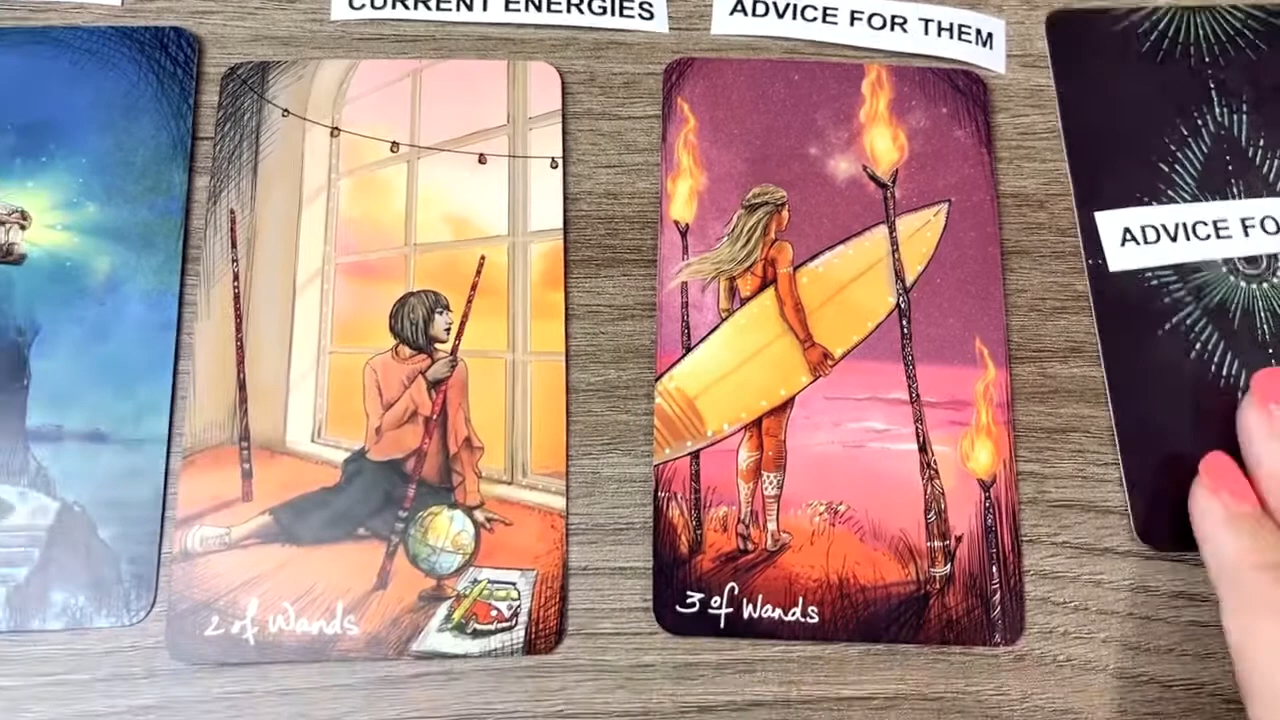 CURRENT ENERGIES
ADVICE FOR THEM
ADVICE FO
2 of Wands
3 of Wands